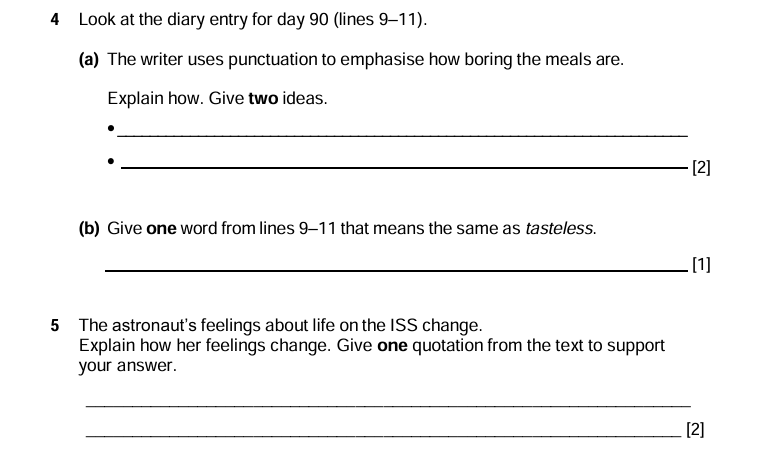 4 Look at the diary entry for day 90 (lines 9–11).
(a) The writer uses punctuation to emphasise how boring the meals are.
Explain how. Give two ideas.
•
• [2]
(b) Give one word from lines 9–11 that means the same as tasteless.
[1]
5 The astronaut's feelings about life on the ISS change.
Explain how her feelings change. Give one quotation from the text to support
your answer.
[2]